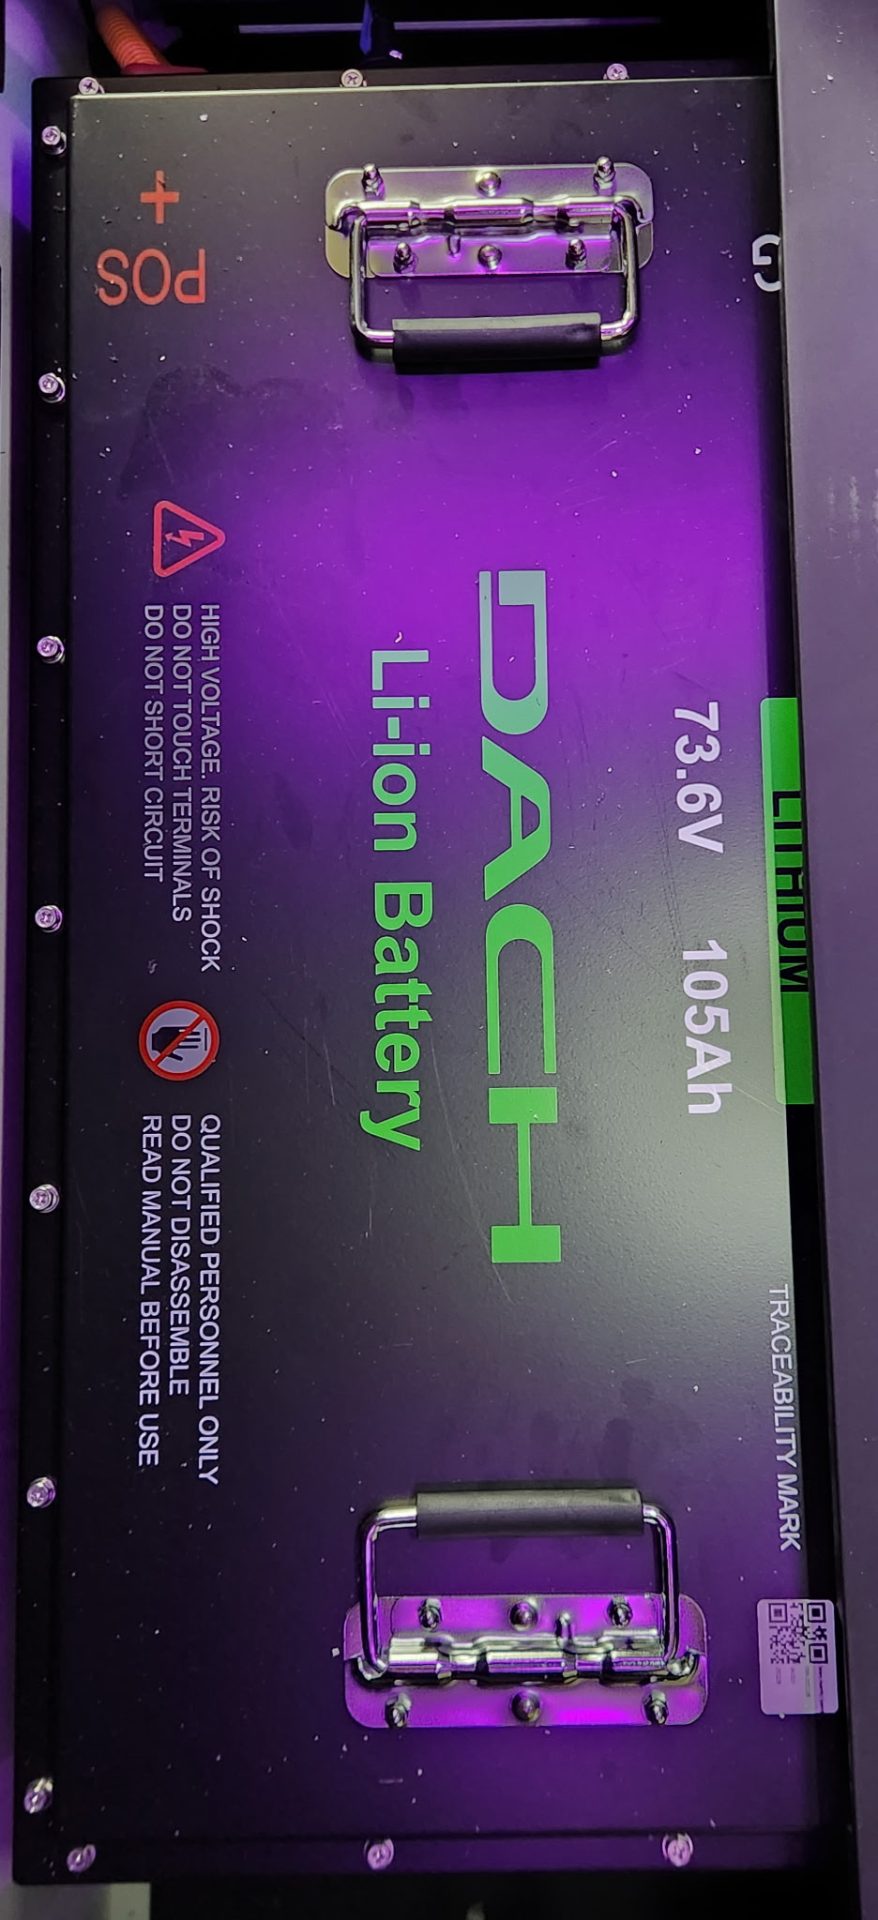 LITHIUM
TRACEABILITY MARK
73.6V 105Ah
DACH
Li-ion Battery
HIGH VOLTAGE. RISK OF SHOCK
DO NOT TOUCH TERMINALS
DO NOT SHORT CIRCUIT
QUALIFIED PERSONNEL ONLY
DO NOT DISASSEMBLE
READ MANUAL BEFORE USE
+
POS